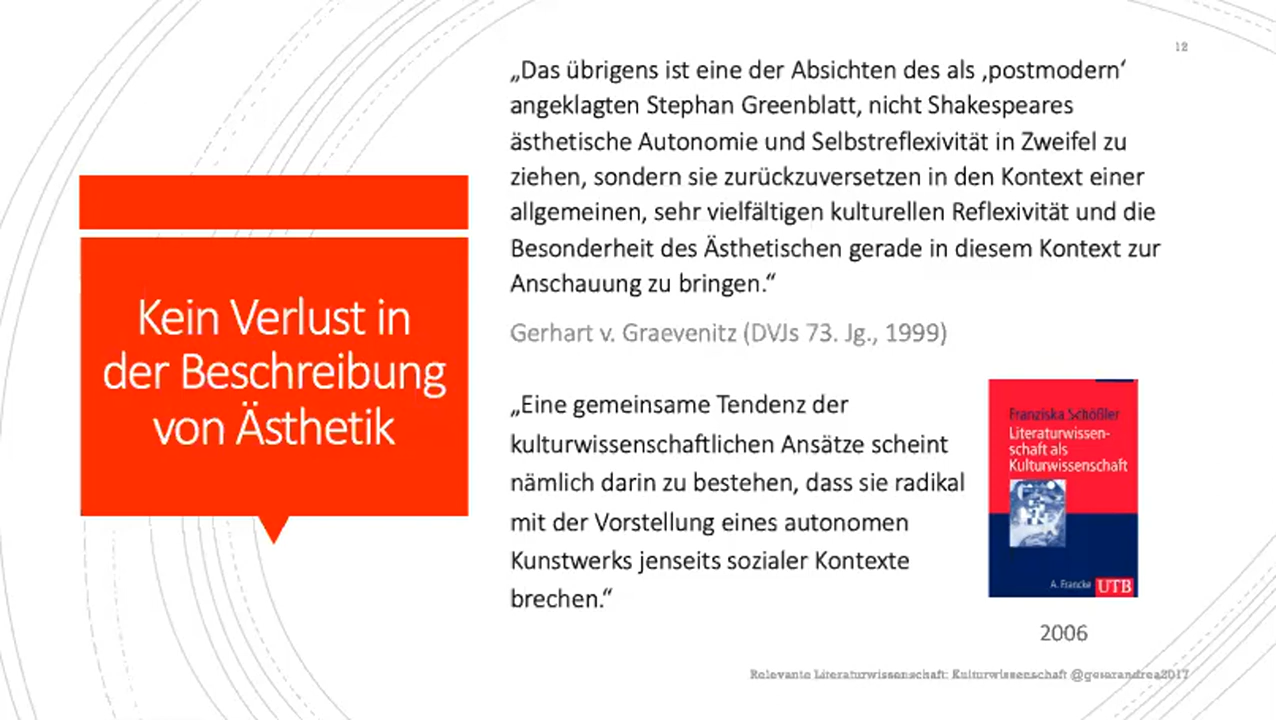 12
„Das übrigens ist eine der Absichten des als ‚postmodern‘
angeklagten Stephan Greenblatt, nicht Shakespeares
ästhetische Autonomie und Selbstreflexivität in Zweifel zu
ziehen, sondern sie zurückzuversetzen in den Kontext einer
allgemeinen, sehr vielfältigen kulturellen Reflexivität und die
Besonderheit des Ästhetischen gerade in diesem Kontext zur
Anschauung zu bringen.“
Gerhart v. Graevenitz (DVJs 73. Jg., 1999)
Kein Verlust in
der Beschreibung
von Ästhetik
„Eine gemeinsame Tendenz der
kulturwissenschaftlichen Ansätze scheint
nämlich darin zu bestehen, dass sie radikal
mit der Vorstellung eines autonomen
Kunstwerks jenseits sozialer Kontexte
brechen.“
Franziska Schößler
Literaturwissen-
schaft als
Kulturwissenschaft
A. Francke UTB
2006
Relevante Literaturwissenschaft: Kulturwissenschaft @geserandrea2017